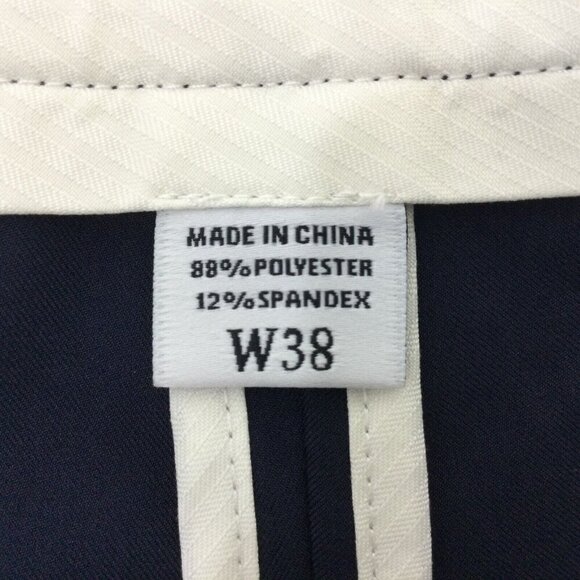 MADE IN CHINA
88%POLYESTER
12%SPANDEX
W38